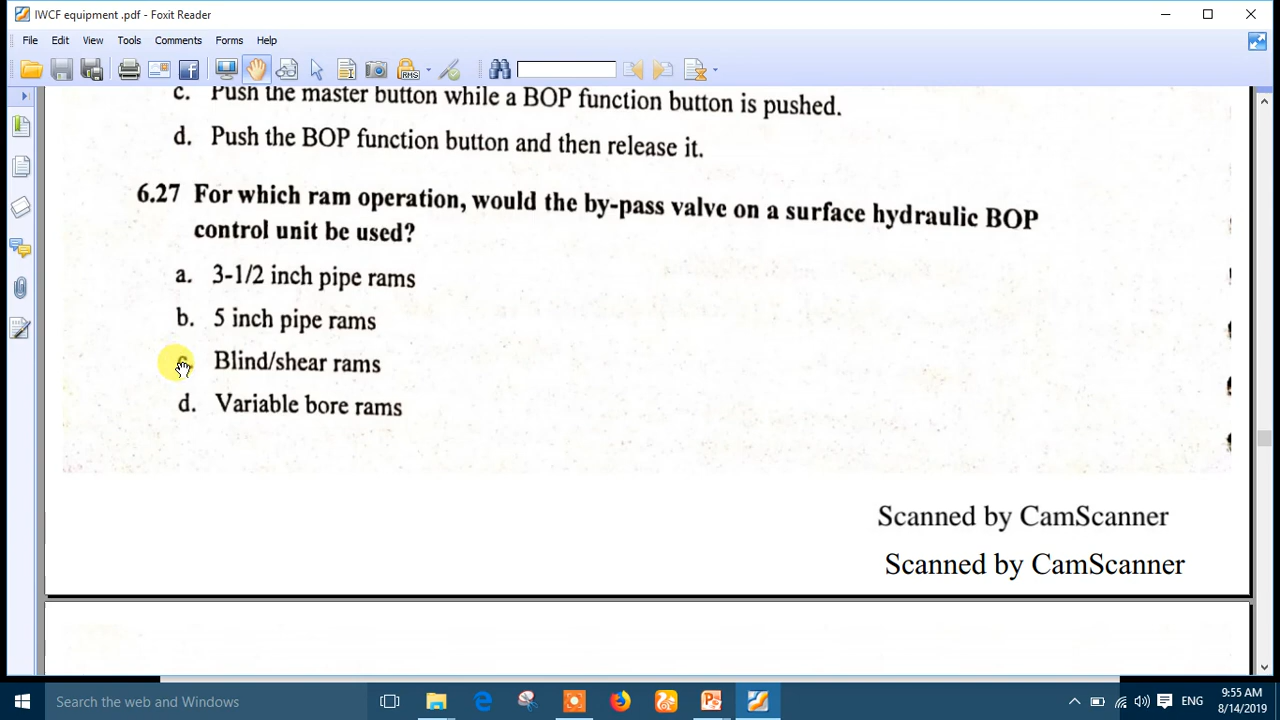 IWCF equipment .pdf - Foxit Reader
File Edit View Tools Comments Forms Help
RMS
c. Push the master button while a BOP function button is pushed.
d. Push the BOP function button and then release it.
6.27 For which ram operation, would the by-pass valve on a surface hydraulic BOP
control unit be used?
a. 3-1/2 inch pipe rams
b. 5 inch pipe rams
c. Blind/shear rams
d. Variable bore rams
Scanned by CamScanner
Scanned by CamScanner
Search the web and Windows
ENG
9:55 AM
8/14/2019